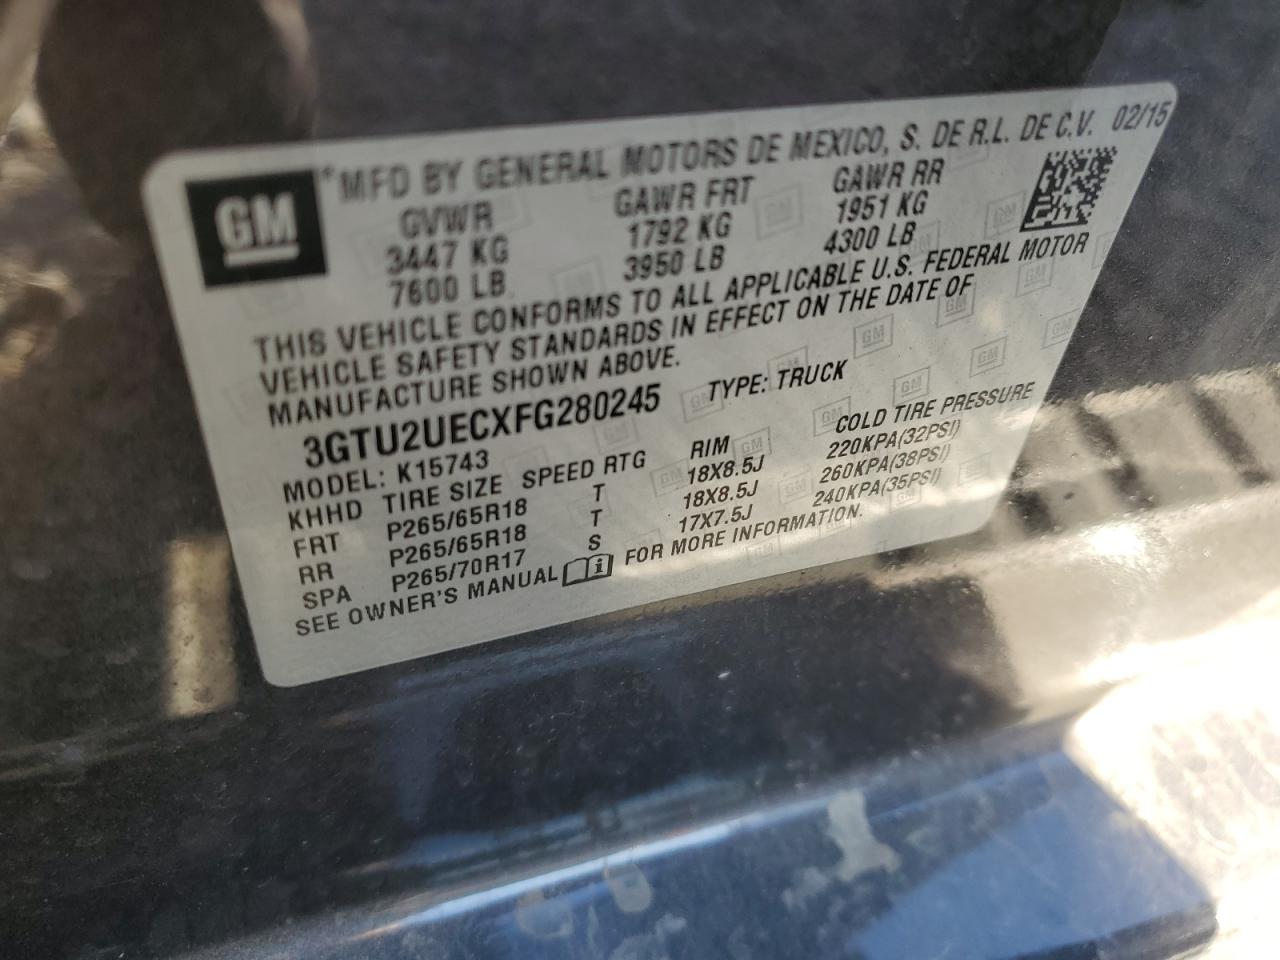 GM
*MFD BY GENERAL MOTORS DE MEXICO, S. DE R.L. DE C.V. 02/15
GVWR GAWR FRT GAWR RR
3447 KG 1792 KG 1951 KG
7600 LB 3950 LB 4300 LB
THIS VEHICLE CONFORMS TO ALL APPLICABLE U.S. FEDERAL MOTOR
VEHICLE SAFETY STANDARDS IN EFFECT ON THE DATE OF
MANUFACTURE SHOWN ABOVE.
3GTU2UECXFG280245 TYPE: TRUCK
MODEL: K15743
KHHD TIRE SIZE SPEED RTG RIM COLD TIRE PRESSURE
FRT P265/65R18 T 18X8.5J 220KPA(32PSI)
RR P265/65R18 T 18X8.5J 260KPA(38PSI)
SPA P265/70R17 S 17X7.5J 240KPA(35PSI)
SEE OWNER'S MANUAL FOR MORE INFORMATION.